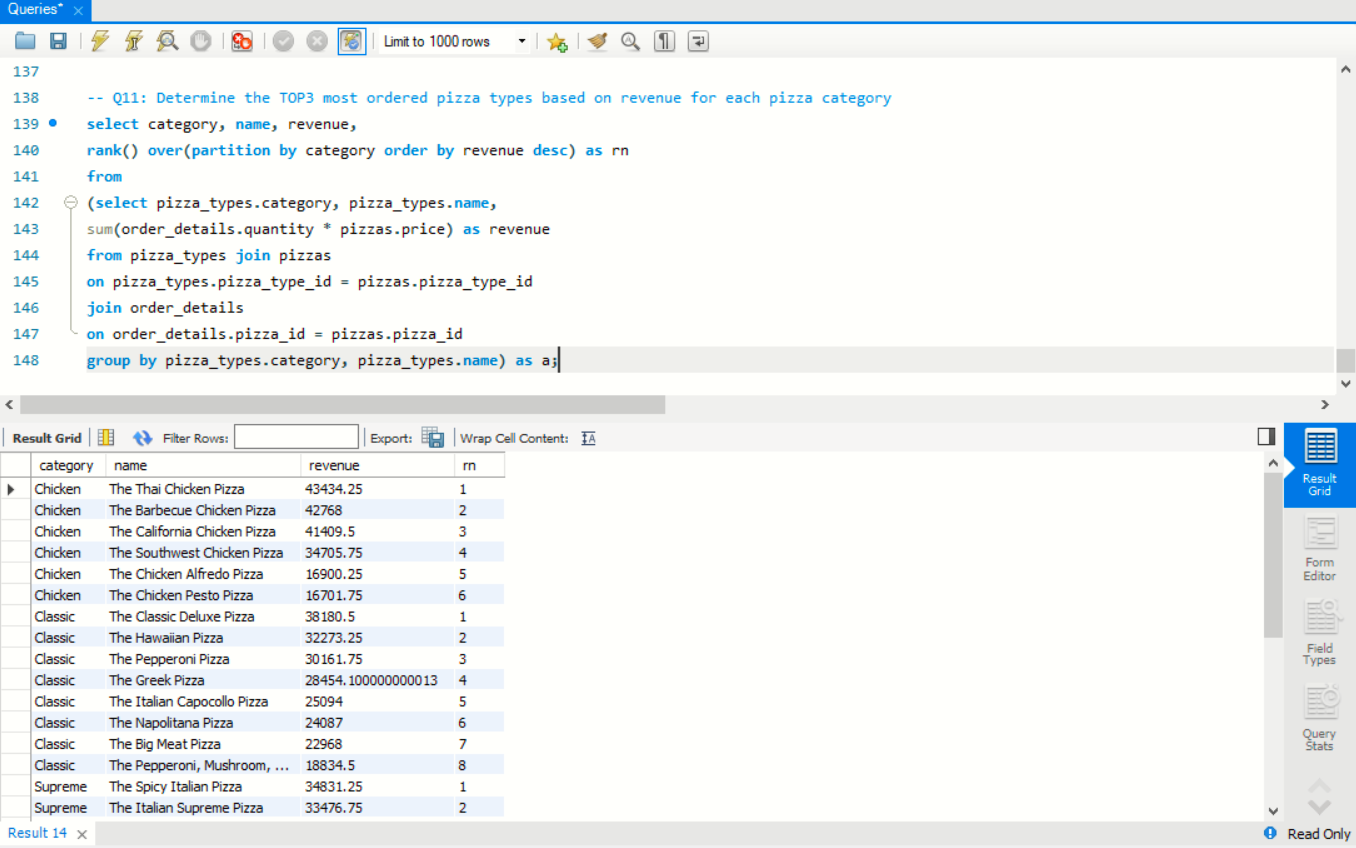 Queries*
Limit to 1000 rows
137
138 -- Q11: Determine the TOP3 most ordered pizza types based on revenue for each pizza category
139 select category, name, revenue,
140 rank() over(partition by category order by revenue desc) as rn
141 from
142 (select pizza_types.category, pizza_types.name,
143 sum(order_details.quantity * pizzas.price) as revenue
144 from pizza_types join pizzas
145 on pizza_types.pizza_type_id = pizzas.pizza_type_id
146 join order_details
147 on order_details.pizza_id = pizzas.pizza_id
148 group by pizza_types.category, pizza_types.name) as a;
Result Grid Filter Rows: Export: Wrap Cell Content: IA
category name revenue rn
Chicken The Thai Chicken Pizza 43434.25 1
Chicken The Barbecue Chicken Pizza 42768 2
Chicken The California Chicken Pizza 41409.5 3
Chicken The Southwest Chicken Pizza 34705.75 4
Chicken The Chicken Alfredo Pizza 16900.25 5
Chicken The Chicken Pesto Pizza 16701.75 6
Classic The Classic Deluxe Pizza 38180.5 1
Classic The Hawaiian Pizza 32273.25 2
Classic The Pepperoni Pizza 30161.75 3
Classic The Greek Pizza 28454.100000000013 4
Classic The Italian Capocollo Pizza 25094 5
Classic The Napolitana Pizza 24087 6
Classic The Big Meat Pizza 22968 7
Classic The Pepperoni, Mushroom, ... 18834.5 8
Supreme The Spicy Italian Pizza 34831.25 1
Supreme The Italian Supreme Pizza 33476.75 2
Result
Grid
Form
Editor
Field
Types
Query
Stats
Result 14
Read Only